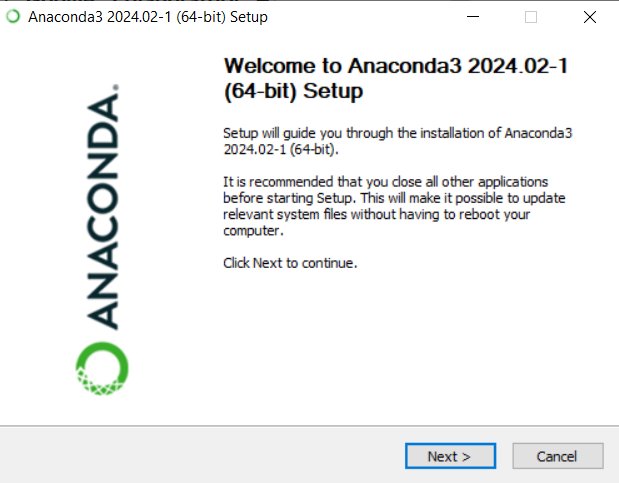 Anaconda3 2024.02-1 (64-bit) Setup
ANACONDA.
Welcome to Anaconda3 2024.02-1
(64-bit) Setup
Setup will guide you through the installation of Anaconda3
2024.02-1 (64-bit).
It is recommended that you close all other applications
before starting Setup. This will make it possible to update
relevant system files without having to reboot your
computer.
Click Next to continue.
Next >
Cancel